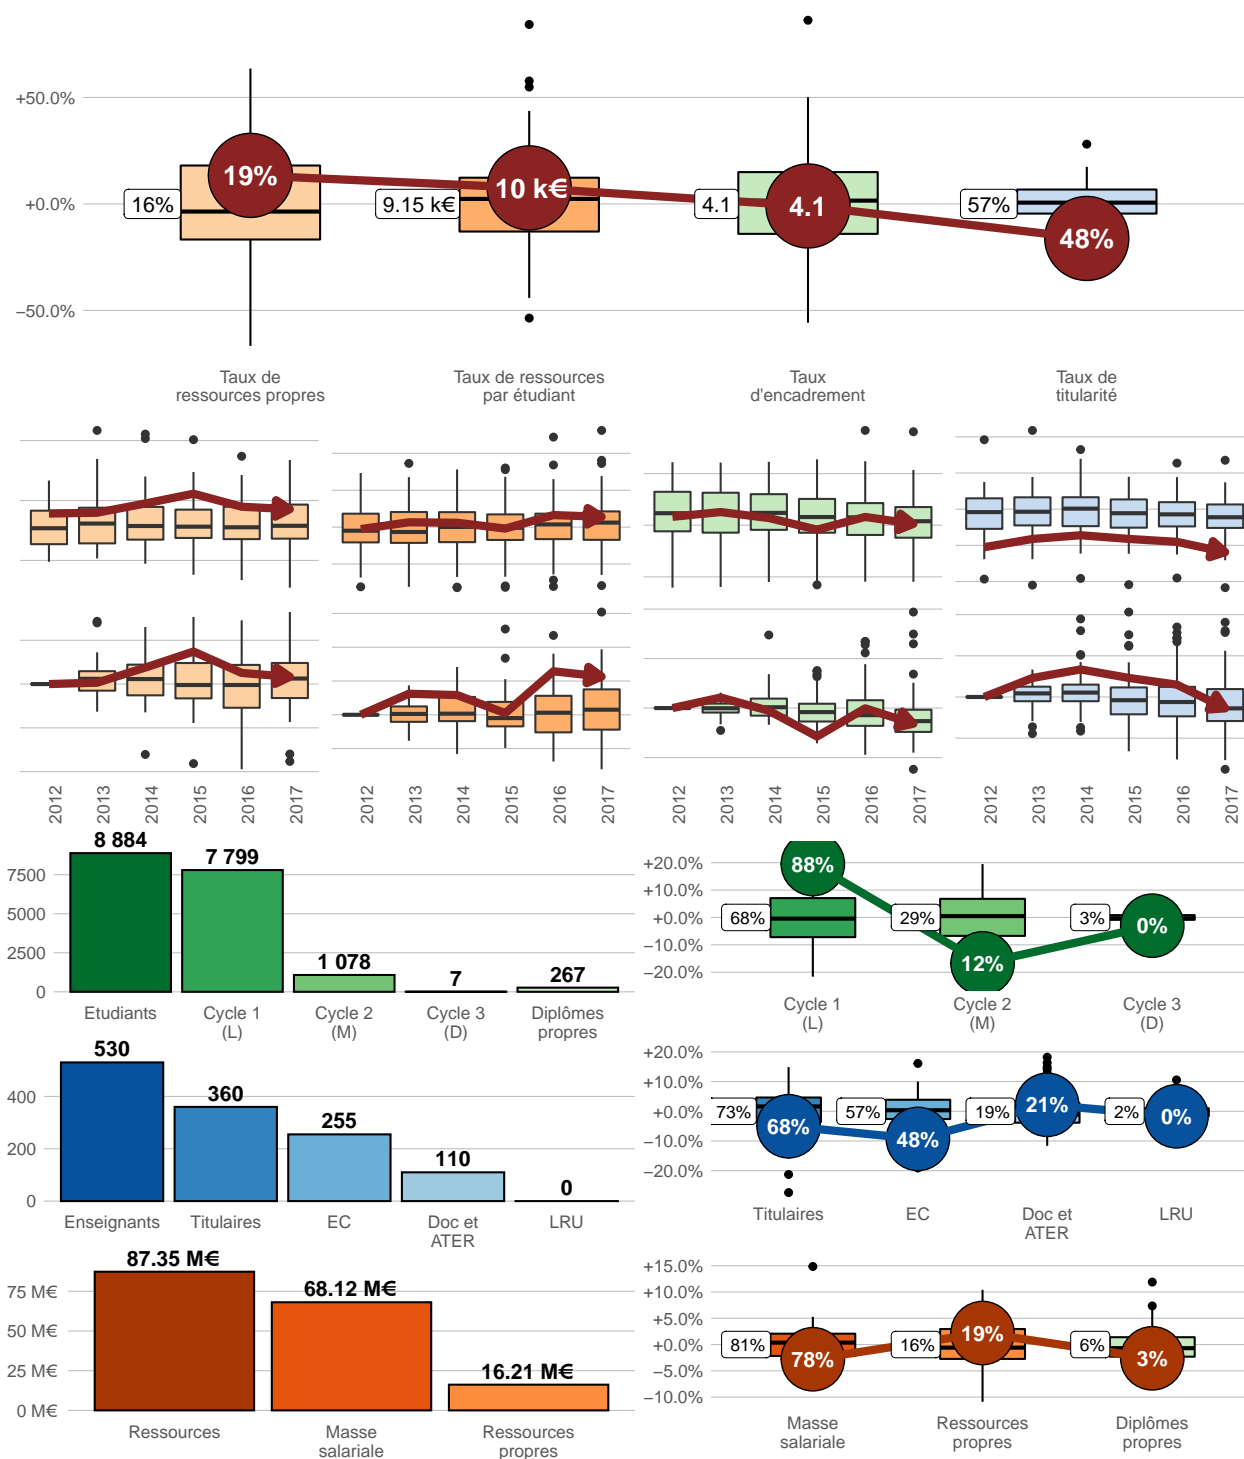 +50.0%
+0.0%
−50.0%
16%
19%
9.15 k€
10 k€
4.1
4.1
57%
48%
Taux de
ressources propres
Taux de ressources
par étudiant
Taux
d'encadrement
Taux de
titularité
2012
2013
2014
2015
2016
2017
2012
2013
2014
2015
2016
2017
2012
2013
2014
2015
2016
2017
2012
2013
2014
2015
2016
2017
7500
5000
2500
0
8 884
7 799
1 078
7
267
Etudiants
Cycle 1
(L)
Cycle 2
(M)
Cycle 3
(D)
Diplômes
propres
+20.0%
+10.0%
+0.0%
−10.0%
−20.0%
68%
88%
29%
12%
3%
0%
Cycle 1
(L)
Cycle 2
(M)
Cycle 3
(D)
400
200
0
530
360
255
110
0
Enseignants
Titulaires
EC
Doc et
ATER
LRU
+20.0%
+10.0%
+0.0%
−10.0%
−20.0%
73%
68%
57%
48%
19%
21%
2%
0%
Titulaires
EC
Doc et
ATER
LRU
75 M€
50 M€
25 M€
0 M€
87.35 M€
68.12 M€
16.21 M€
Ressources
Masse
salariale
Ressources
propres
+15.0%
+10.0%
+5.0%
+0.0%
−5.0%
−10.0%
81%
78%
16%
19%
6%
3%
Masse
salariale
Ressources
propres
Diplômes
propres